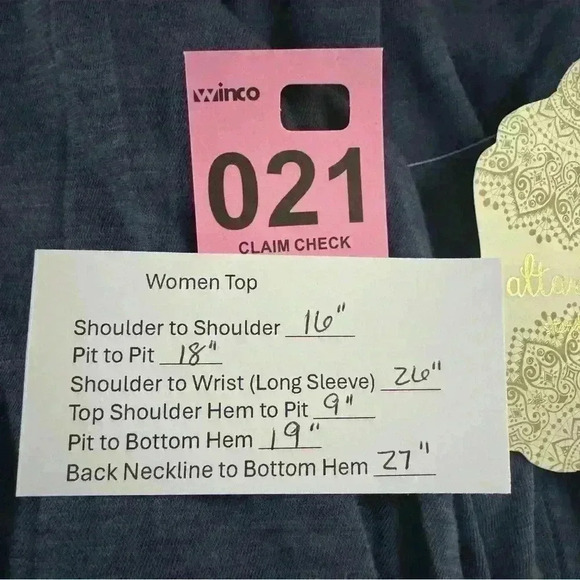 Winco
021
CLAIM CHECK
Women Top
Shoulder to Shoulder 16"
Pit to Pit 18"
Shoulder to Wrist (Long Sleeve) 26"
Top Shoulder Hem to Pit 9"
Pit to Bottom Hem 19"
Back Neckline to Bottom Hem 27"